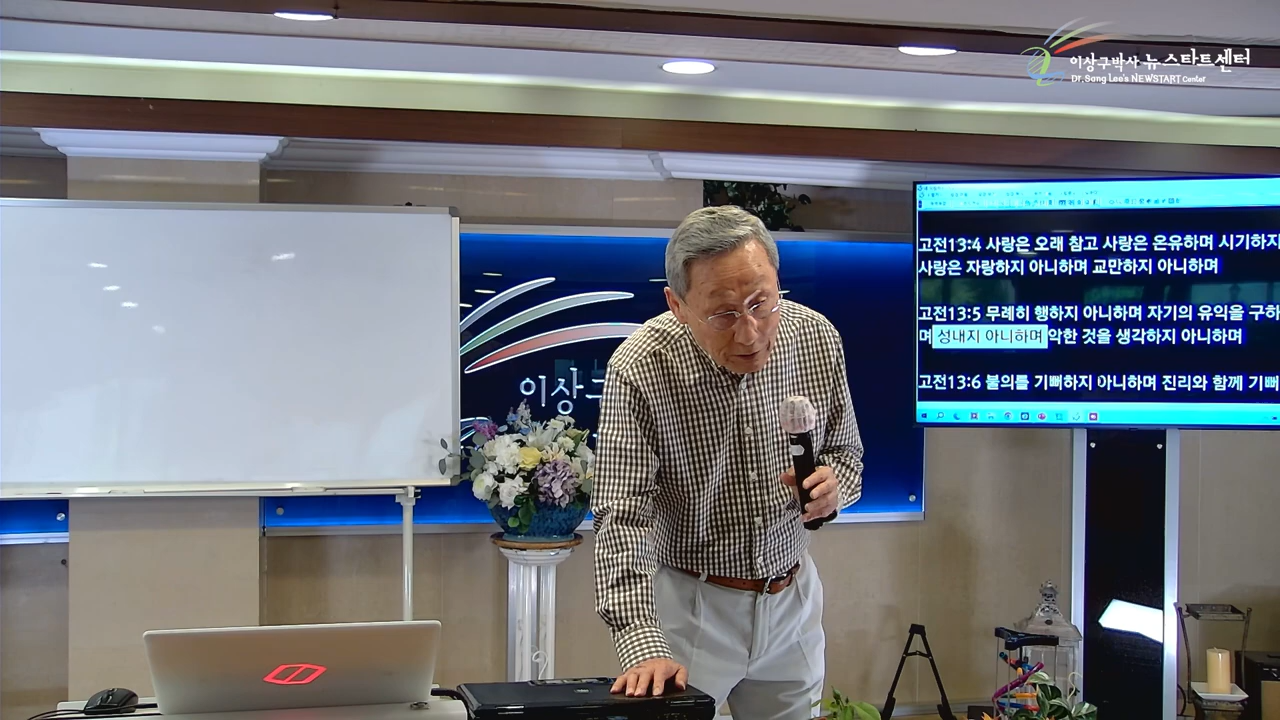 이상구박사 뉴스타트센터
Dr. Sang Lee's NEWSTART Center
고전13:4 사랑은 오래 참고 사랑은 온유하며 시기하지
사랑은 자랑하지 아니하며 교만하지 아니하며
고전13:5 무례히 행하지 아니하며 자기의 유익을 구하
며 성내지 아니하며 악한 것을 생각하지 아니하며
고전13:6 불의를 기뻐하지 아니하며 진리와 함께 기뻐
이상구